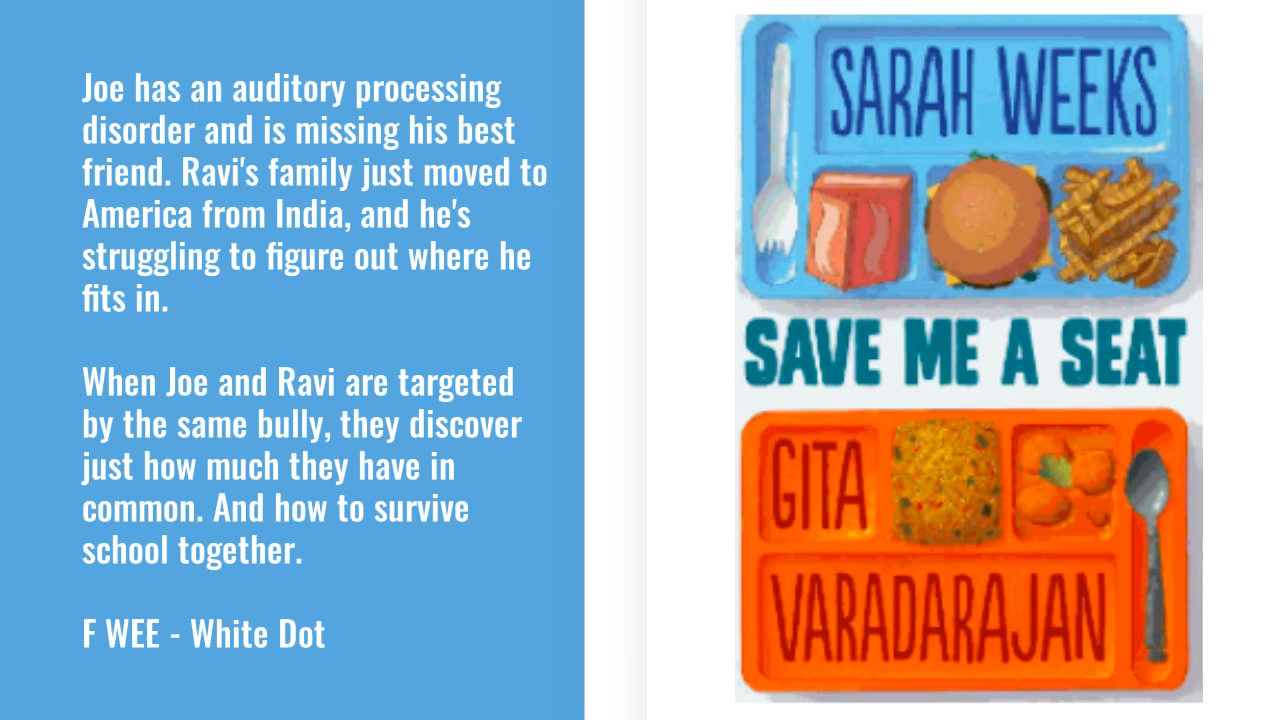 Joe has an auditory processing
disorder and is missing his best
friend. Ravi's family just moved to
America from India, and he's
struggling to figure out where he
fits in.
When Joe and Ravi are targeted
by the same bully, they discover
just how much they have in
common. And how to survive
school together.
F WEE - White Dot
SARAH WEEKS
SAVE ME A SEAT
GITA
VARADARAJAN